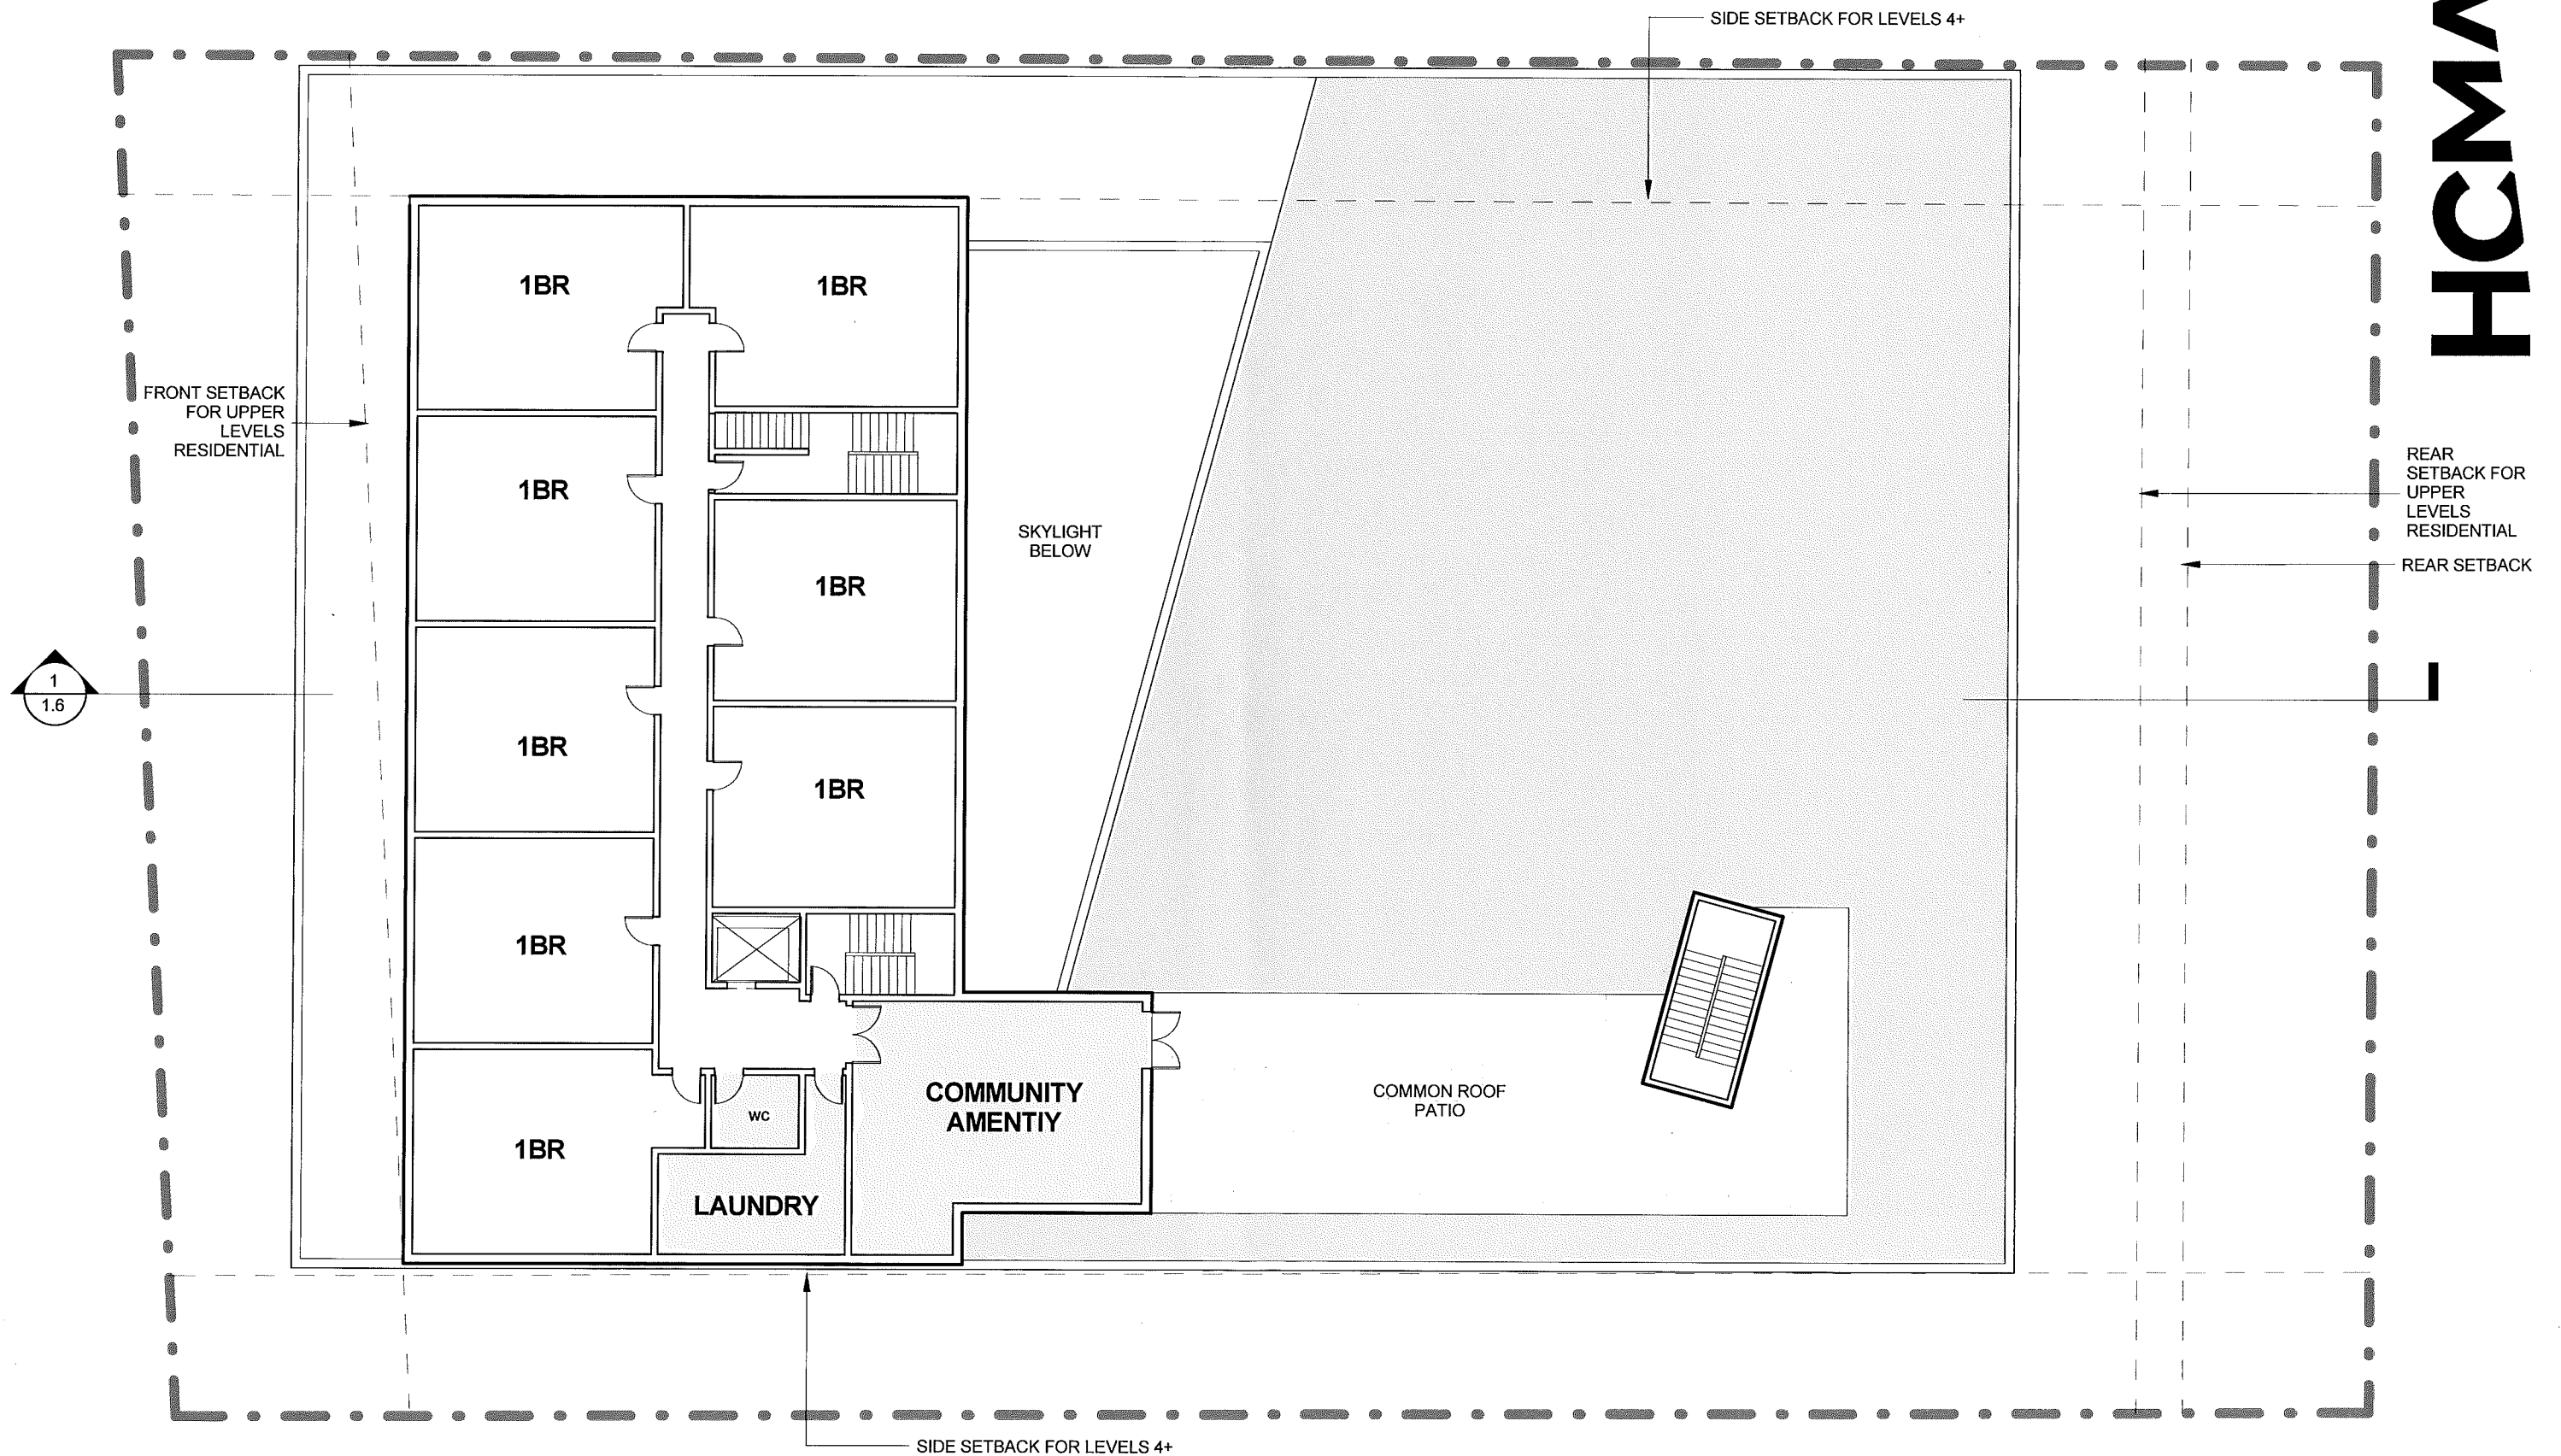 SIDE SETBACK FOR LEVELS 4+
HCMA
1BR
1BR
FRONT SETBACK
FOR UPPER
LEVELS
RESIDENTIAL
1BR
REAR
SETBACK FOR
UPPER
LEVELS
RESIDENTIAL
REAR SETBACK
SKYLIGHT
BELOW
1BR
1
1.6
1BR
1BR
1BR
COMMUNITY
AMENTIY
COMMON ROOF
PATIO
WC
1BR
LAUNDRY
SIDE SETBACK FOR LEVELS 4+